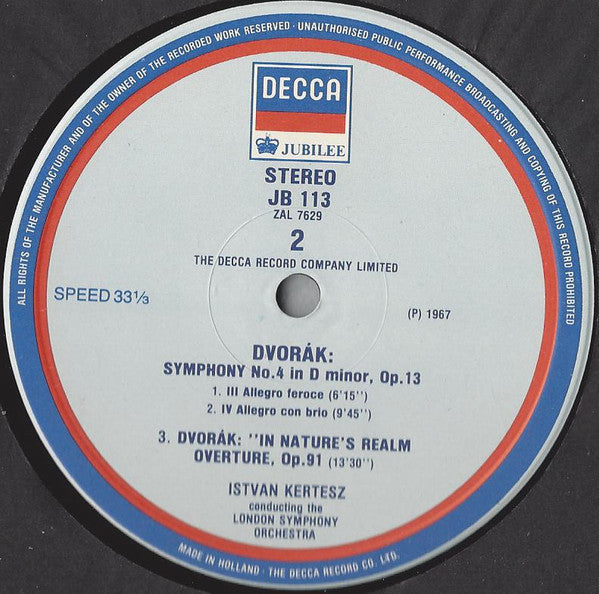 ALL RIGHTS OF THE MANUFACTURER AND OF THE OWNER OF THE RECORDED WORK RESERVED · UNAUTHORISED PUBLIC PERFORMANCE BROADCASTING AND COPYING OF THIS RECORD PROHIBITED
DECCA
JUBILEE
STEREO
JB 113
ZAL 7629
2
THE DECCA RECORD COMPANY LIMITED
SPEED 33⅓
(P) 1967
DVORÁK:
SYMPHONY No.4 in D minor, Op.13
1. III Allegro feroce (6'15'')
2. IV Allegro con brio (9'45'')
3. DVORÁK: ''IN NATURE'S REALM
OVERTURE, Op.91 (13'30'')
ISTVAN KERTESZ
conducting the
LONDON SYMPHONY
ORCHESTRA
MADE IN HOLLAND · THE DECCA RECORD CO. LTD.